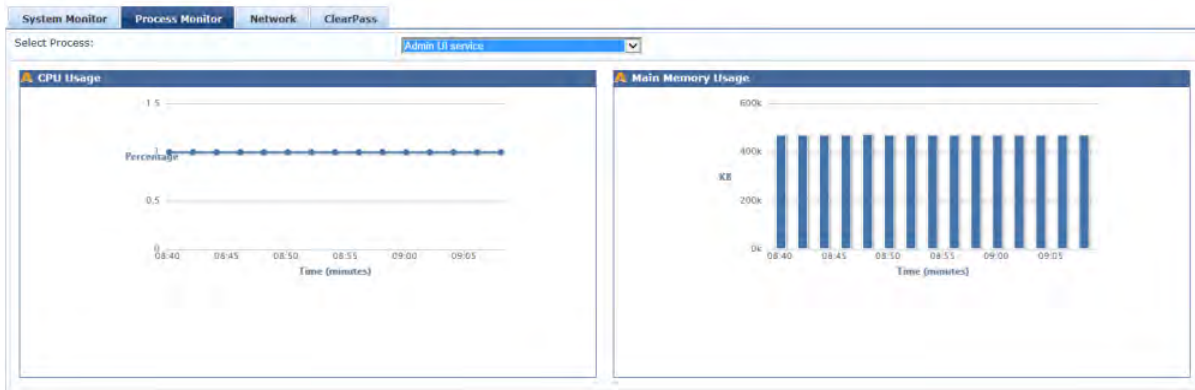 System Monitor Process Monitor Network ClearPass
Select Process: Admin UI service
CPU Usage
1.5
1
Percentage
0.5
0
08:40 08:45 08:50 08:55 09:00 09:05
Time (minutes)
Main Memory Usage
600k
400k
KB
200k
0k
08:40 08:45 08:50 08:55 09:00 09:05
Time (minutes)